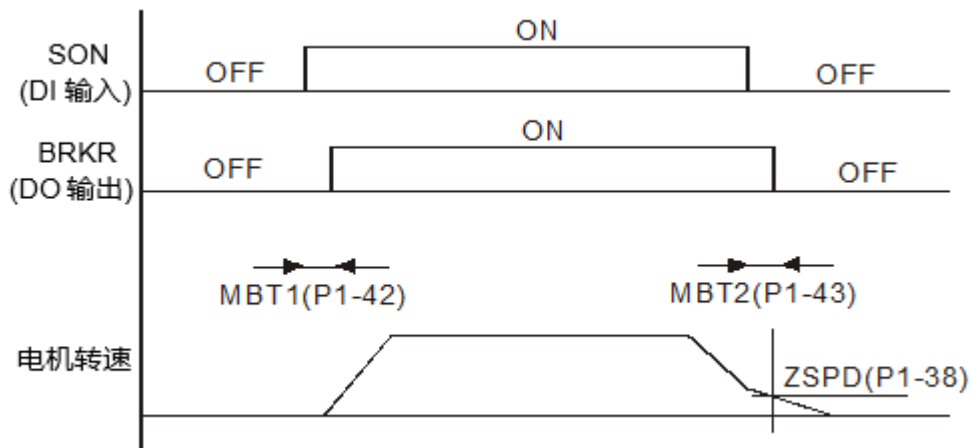 ON
SON
OFF
OFF
(DI 输入)
ON
BRKR
OFF
OFF
(DO 输出)
MBT1(P1-42)
MBT2(P1-43)
电机转速
ZSPD(P1-38)